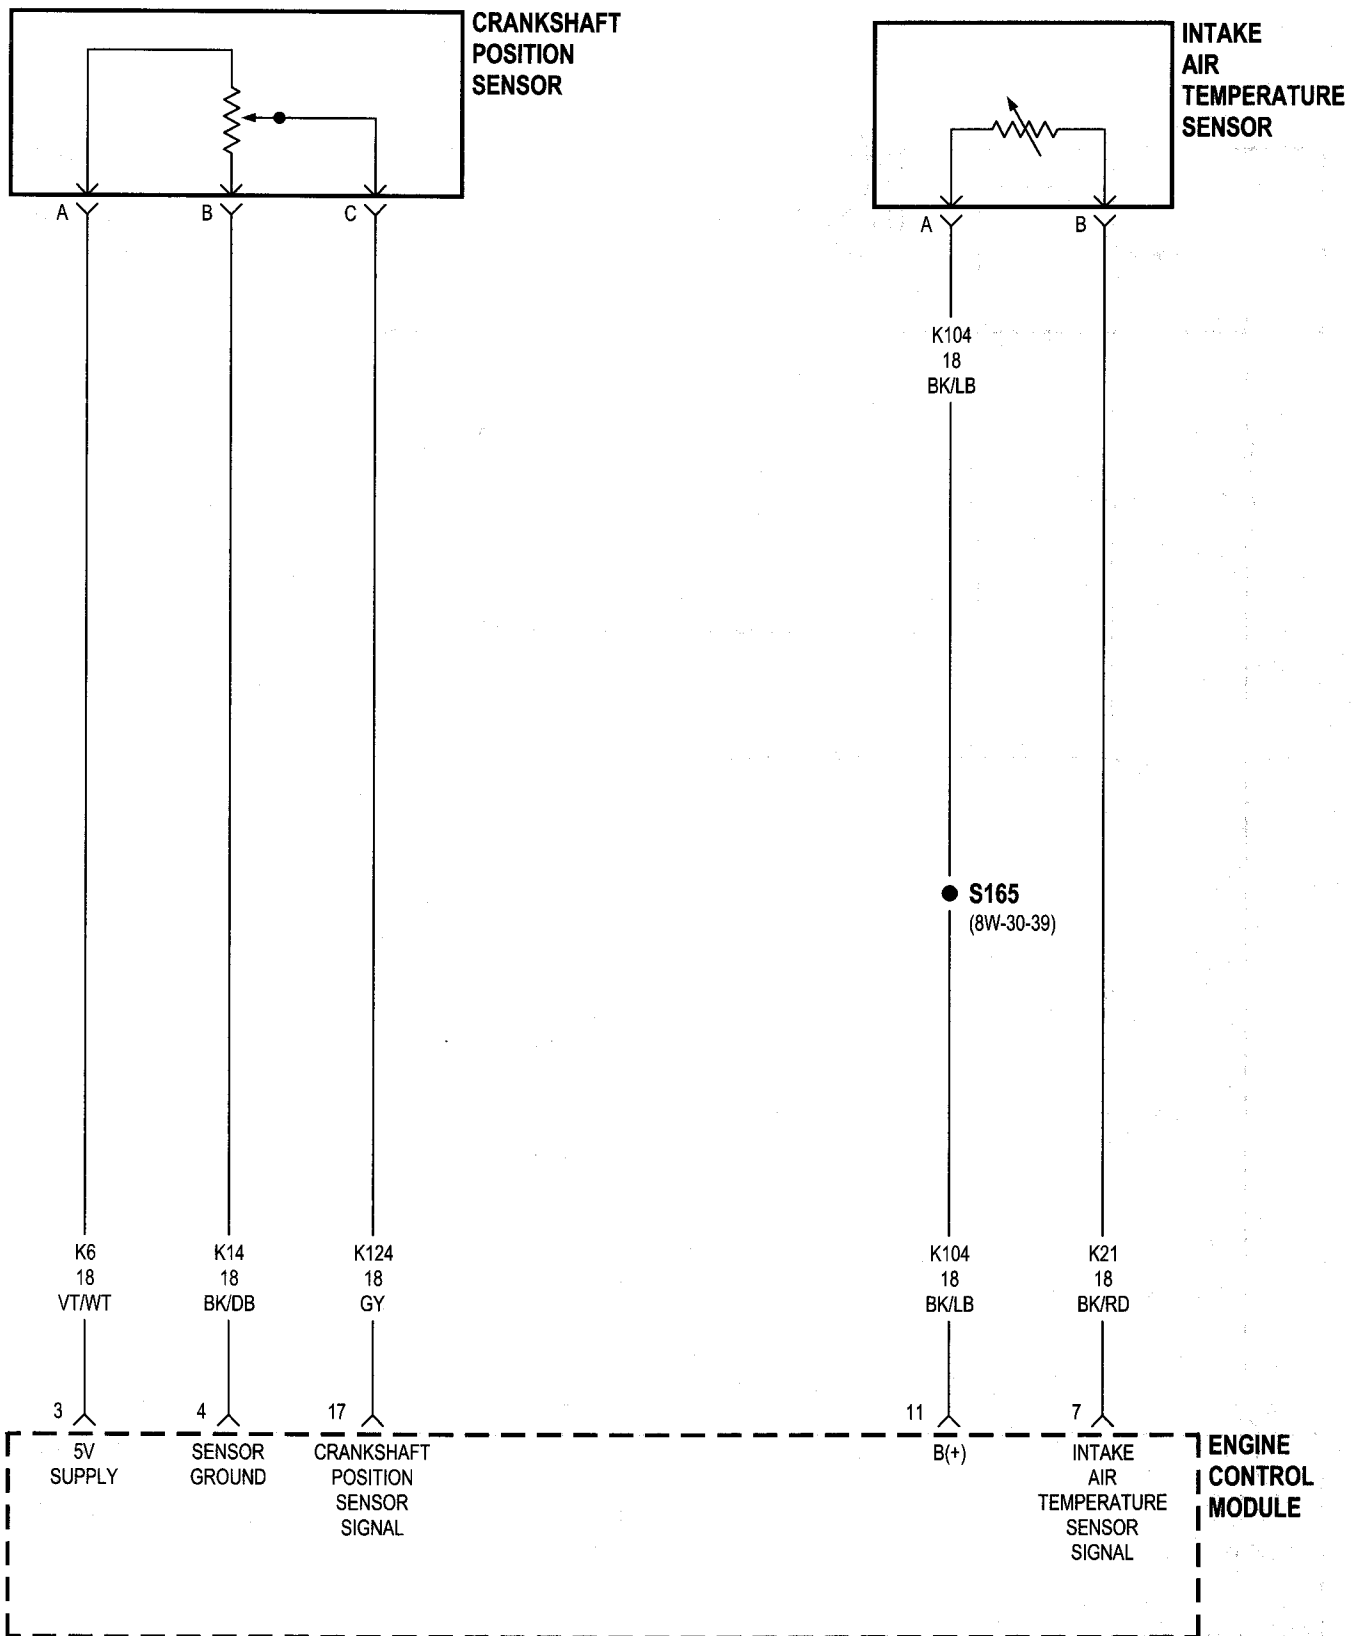 CRANKSHAFT
POSITION
SENSOR
INTAKE
AIR
TEMPERATURE
SENSOR
A
B
C
A
B
K104
18
BK/LB
S165
(8W-30-39)
K6
18
VT/WT
K14
18
BK/DB
K124
18
GY
K104
18
BK/LB
K21
18
BK/RD
3
4
17
11
7
5V
SUPPLY
SENSOR
GROUND
CRANKSHAFT
POSITION
SENSOR
SIGNAL
B(+)
INTAKE
AIR
TEMPERATURE
SENSOR
SIGNAL
ENGINE
CONTROL
MODULE